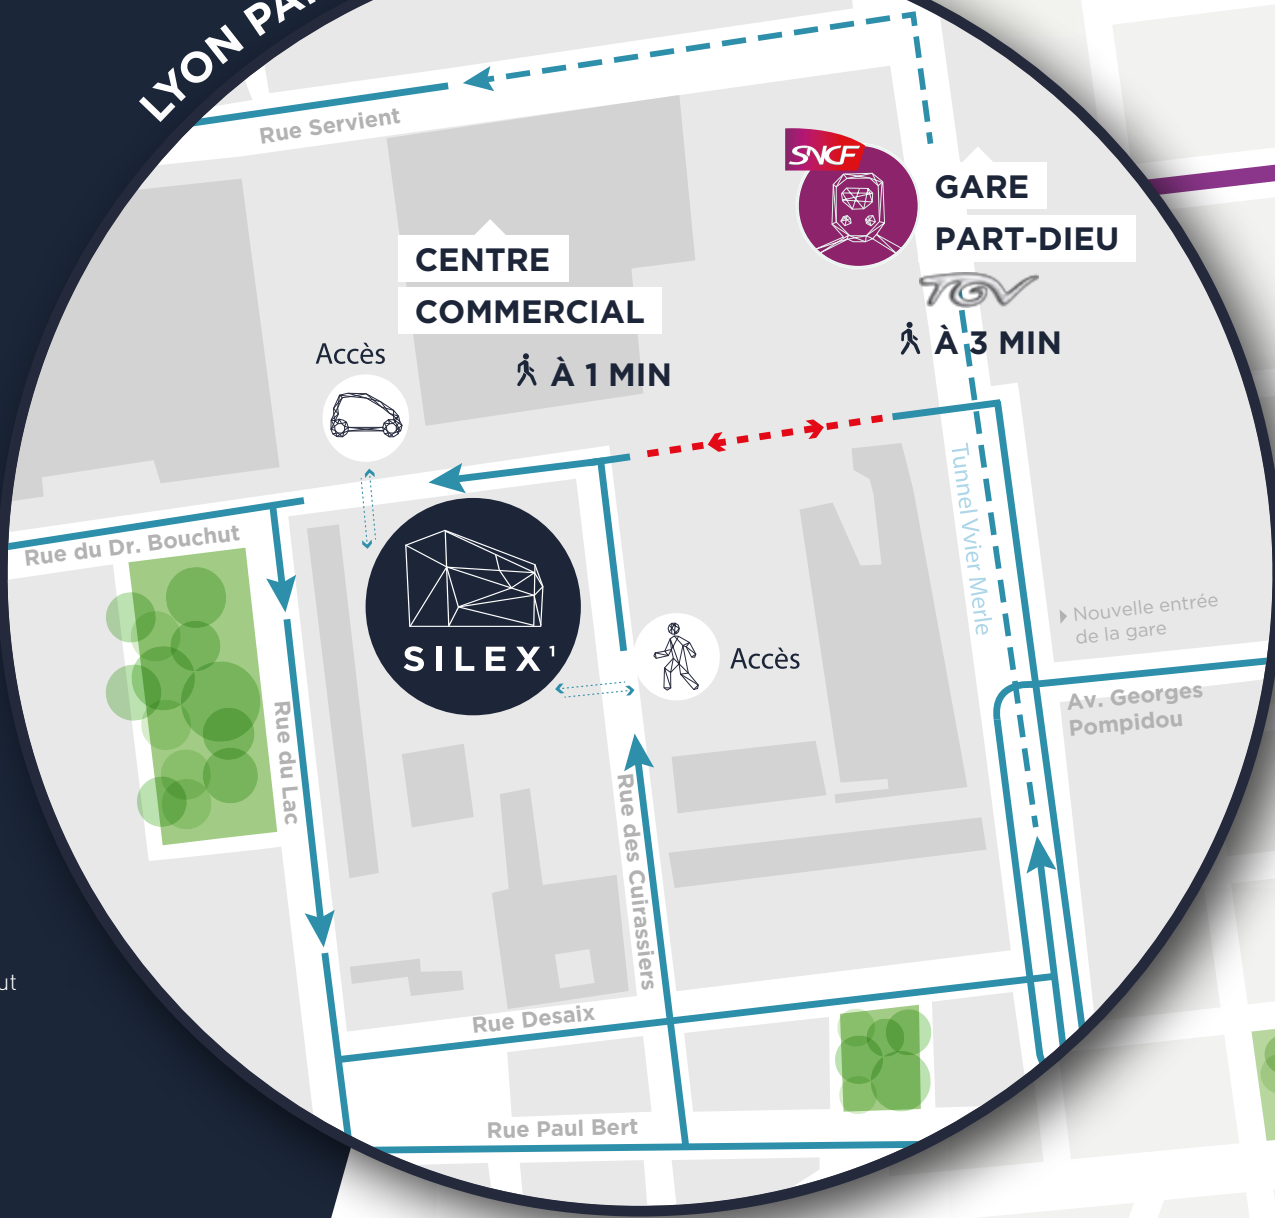 LYON PA
Rue Servient
SNCF
GARE
PART-DIEU
TGV
À 3 MIN
CENTRE
COMMERCIAL
À 1 MIN
Accès
Rue du Dr. Bouchut
Tunnel Vvier Merle
SILEX¹
Accès
Nouvelle entrée
de la gare
Av. Georges
Pompidou
Rue du Lac
Rue des Cuirassiers
ut
Rue Desaix
Rue Paul Bert